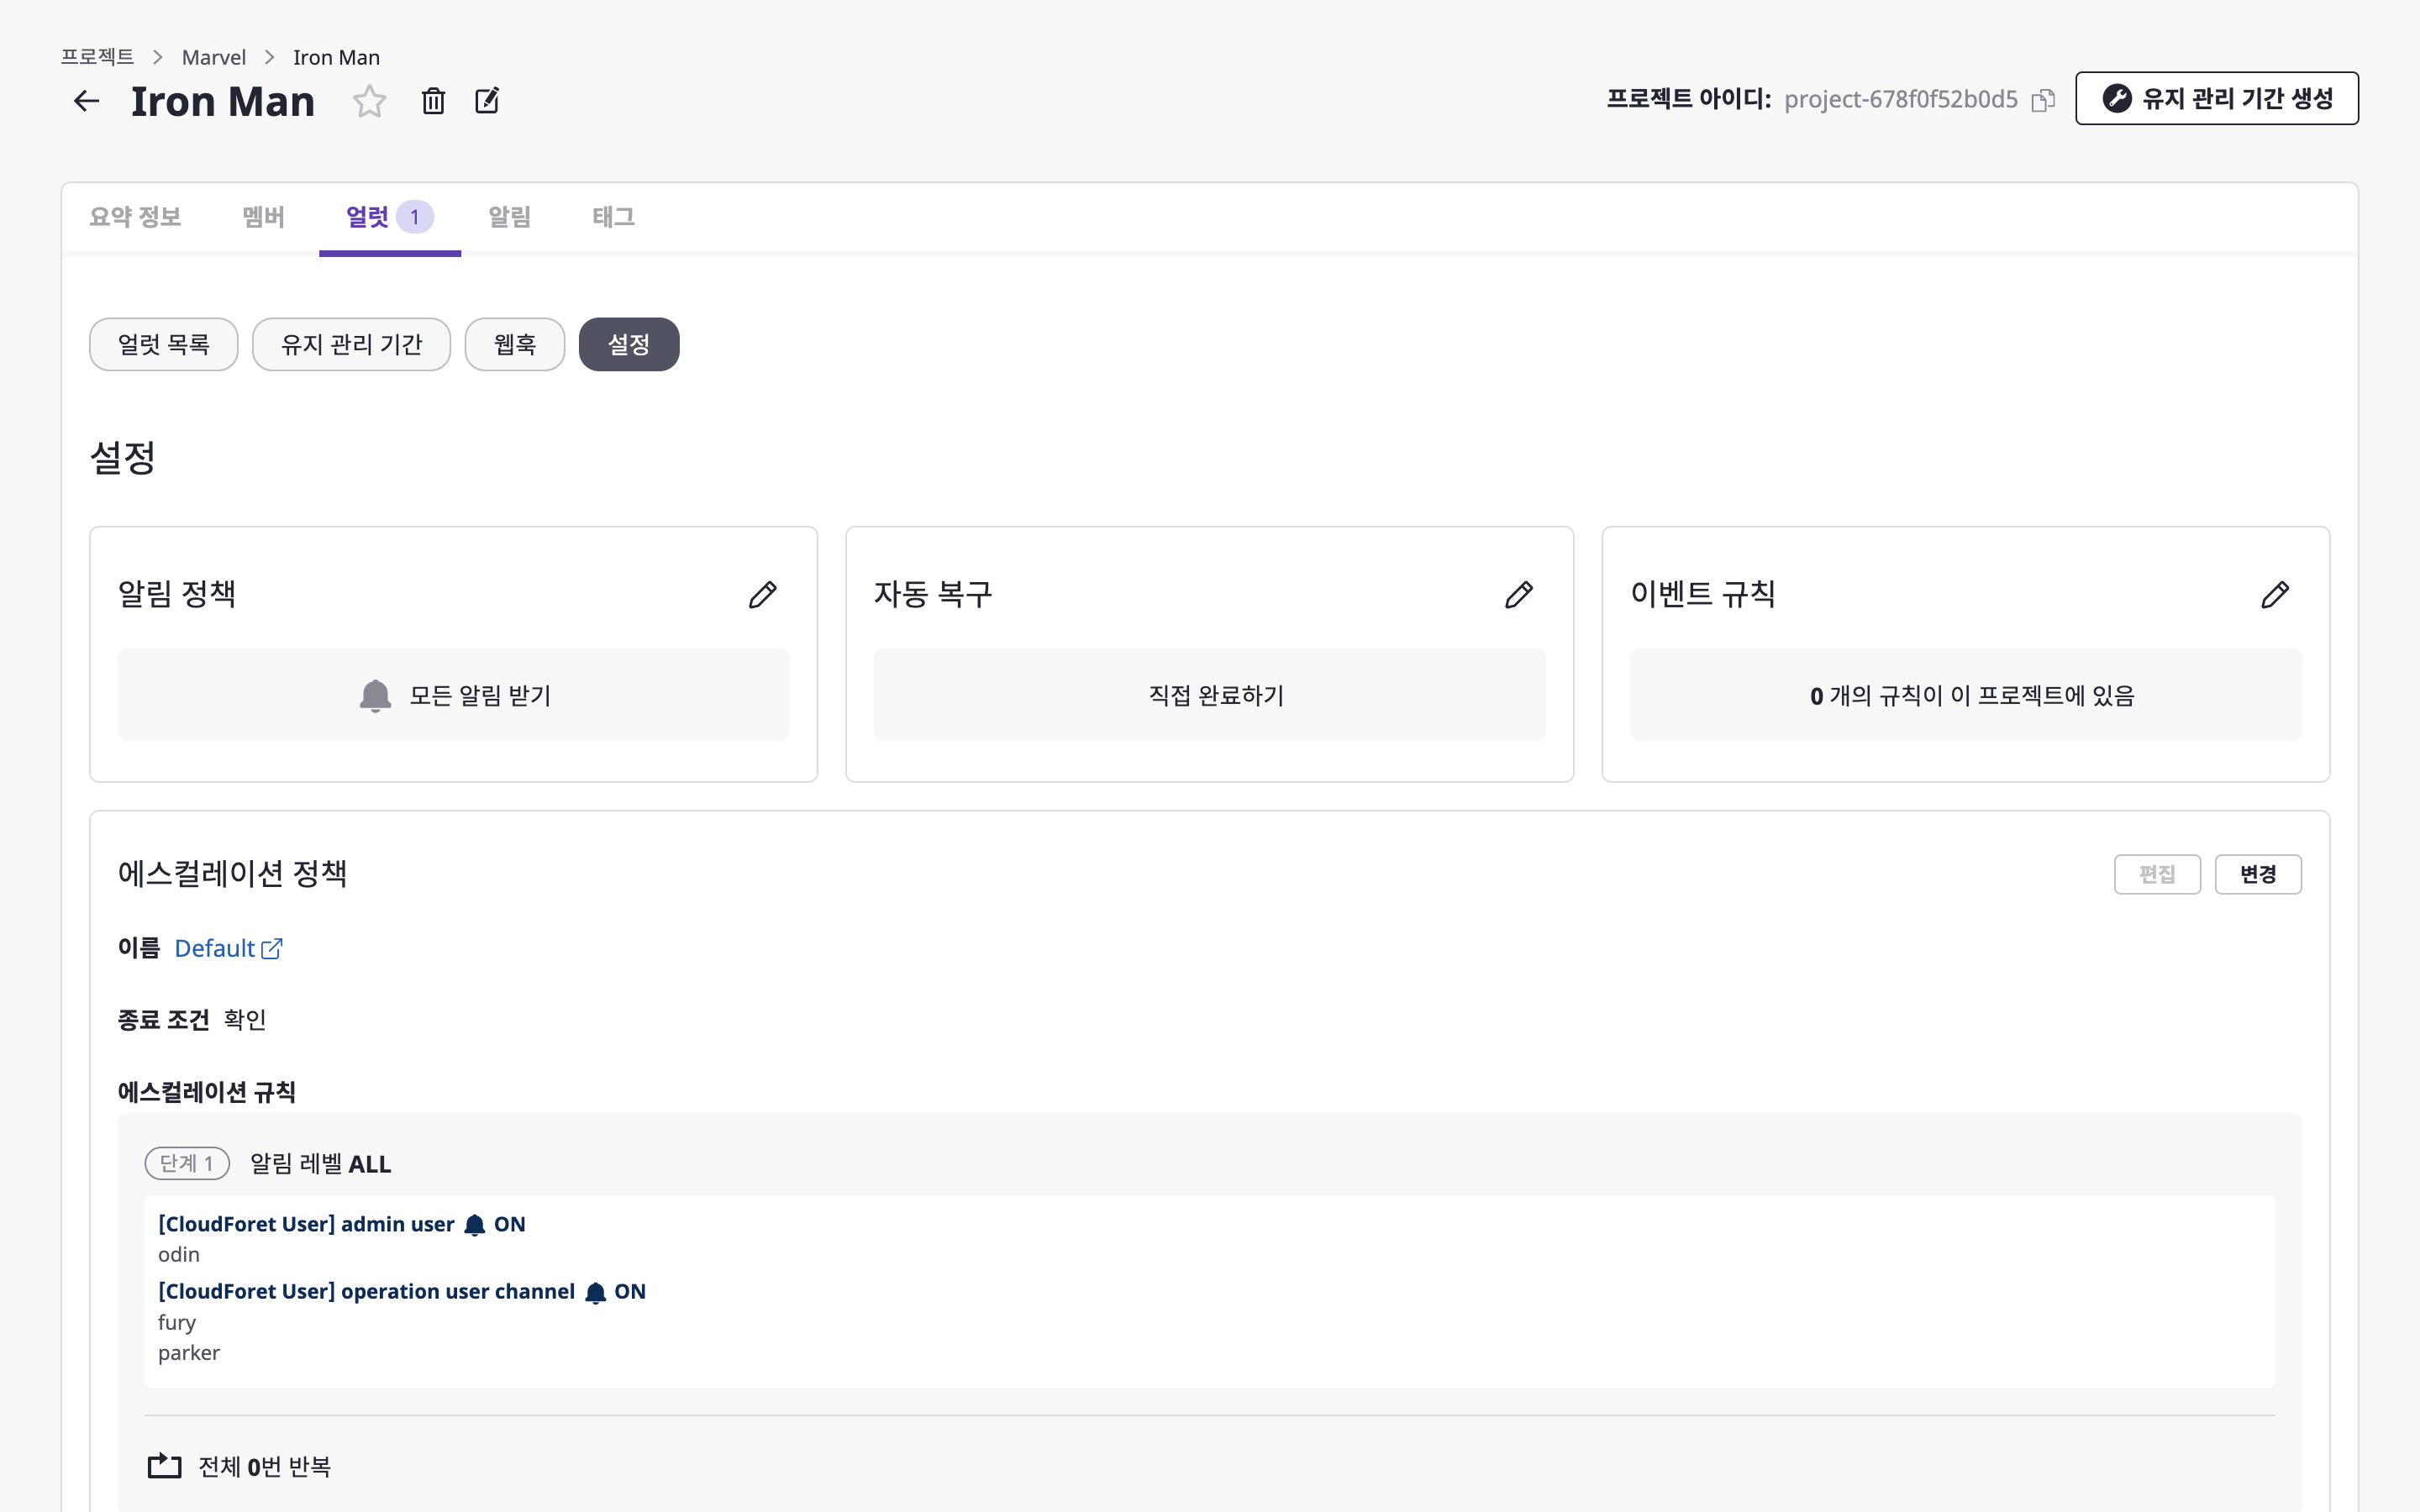 프로젝트 > Marvel > Iron Man
Iron Man
프로젝트 아이디: project-678f0f52b0d5
유지 관리 기간 생성
요약 정보 멤버 얼럿 1 알림 태그
얼럿 목록 유지 관리 기간 웹훅 설정
설정
알림 정책
모든 알림 받기
자동 복구
직접 완료하기
이벤트 규칙
0 개의 규칙이 이 프로젝트에 있음
에스컬레이션 정책
편집 변경
이름 Default
종료 조건 확인
에스컬레이션 규칙
단계 1 알림 레벨 ALL
[CloudForet User] admin user ON
odin
[CloudForet User] operation user channel ON
fury
parker
전체 0번 반복